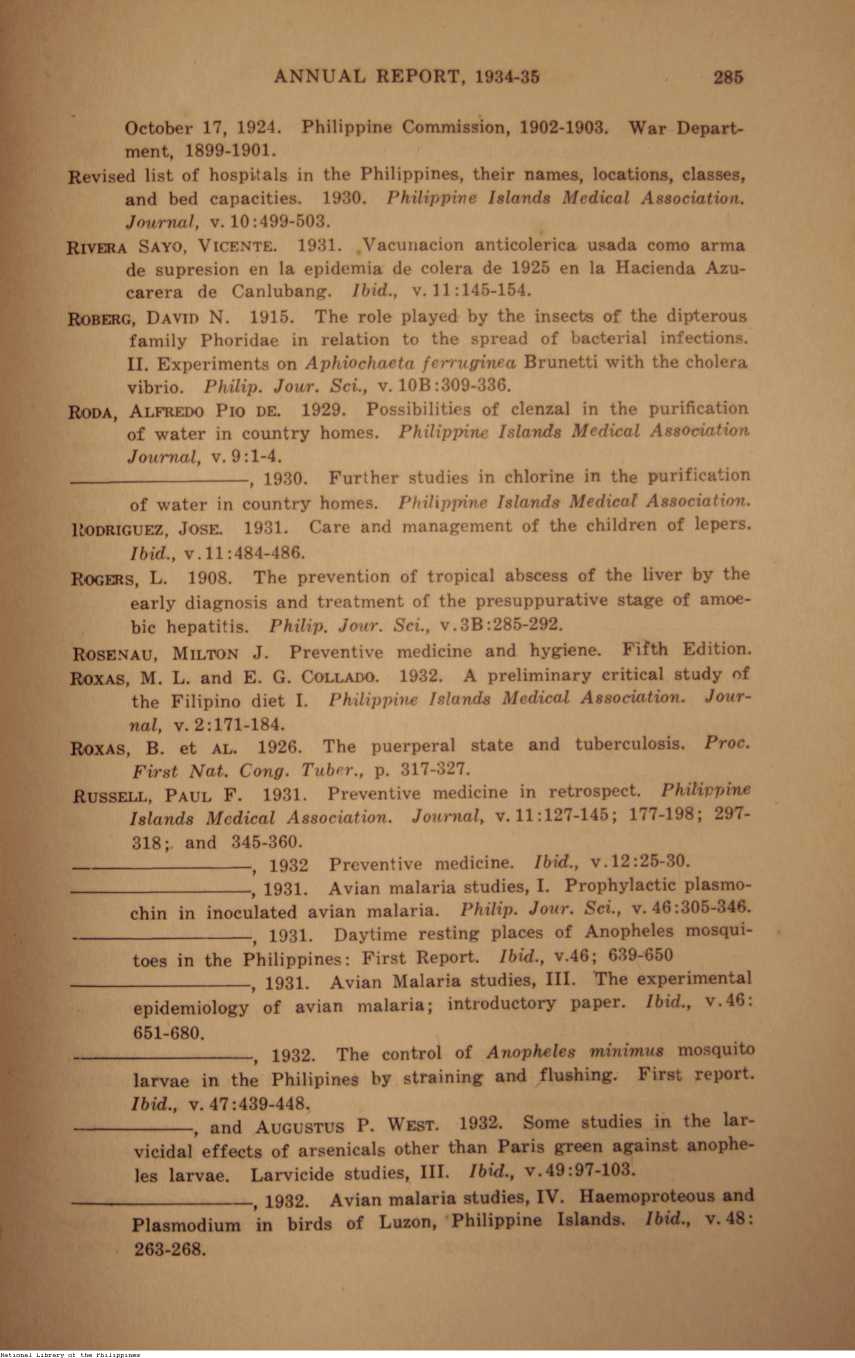 ANNUAL REPORT, 1934-35 285
October 17, 1924. Philippine Commission, 1902-1903. War Depart-
ment, 1899-1901.
Revised list of hospitals in the Philippines, their names, locations, classes,
and bed capacities. 1930. Philippine Islands Medical Association.
Journal, v. 10:499-503.
RIVERA SAYO, VICENTE. 1931. Vacunacion anticolerica usada como arma
de supresion en la epidemia de colera de 1925 en la Hacienda Azu-
carera de Canlubang. Ibid., v. 11:145-154.
ROBERG, DAVID N. 1915. The role played by the insects of the dipterous
family Phoridae in relation to the spread of bacterial infections.
II. Experiments on Aphiochaeta ferruginea Brunetti with the cholera
vibrio. Philip. Jour. Sci., v. 10B:309-336.
RODA, ALFREDO PIO DE. 1929. Possibilities of clenzal in the purification
of water in country homes. Philippine Islands Medical Association
Journal, v. 9:1-4.
———————, 1930. Further studies in chlorine in the purification
of water in country homes. Philippine Islands Medical Association.
RODRIGUEZ, JOSE. 1931. Care and management of the children of lepers.
Ibid., v. 11:484-486.
ROGERS, L. 1908. The prevention of tropical abscess of the liver by the
early diagnosis and treatment of the presuppurative stage of amoe-
bic hepatitis. Philip. Jour. Sci., v.3B:285-292.
ROSENAU, MILTON J. Preventive medicine and hygiene. Fifth Edition.
ROXAS, M. L. and E. G. COLLADO. 1932. A preliminary critical study of
the Filipino diet I. Philippine Islands Medical Association. Jour-
nal, v. 2:171-184.
ROXAS, B. et AL. 1926. The puerperal state and tuberculosis. Proc.
First Nat. Cong. Tuber., p. 317-327.
RUSSELL, PAUL F. 1931. Preventive medicine in retrospect. Philippine
Islands Medical Association. Journal, v. 11:127-145; 177-198; 297-
318; and 345-360.
———————, 1932 Preventive medicine. Ibid., v.12:25-30.
———————, 1931. Avian malaria studies, I. Prophylactic plasmo-
chin in inoculated avian malaria. Philip. Jour. Sci., v. 46:305-346.
———————, 1931. Daytime resting places of Anopheles mosqui-
toes in the Philippines: First Report. Ibid., v.46; 639-650
———————, 1931. Avian Malaria studies, III. The experimental
epidemiology of avian malaria; introductory paper. Ibid., v.46:
651-680.
———————, 1932. The control of Anopheles minimus mosquito
larvae in the Philipines by straining and flushing. First report.
Ibid., v. 47:439-448.
—————, and AUGUSTUS P. WEST. 1932. Some studies in the lar-
vicidal effects of arsenicals other than Paris green against anophe-
les larvae. Larvicide studies, III. Ibid., v.49:97-103.
———————, 1932. Avian malaria studies, IV. Haemoproteous and
Plasmodium in birds of Luzon, Philippine Islands. Ibid., v. 48:
263-268.
National Library of the Philippines